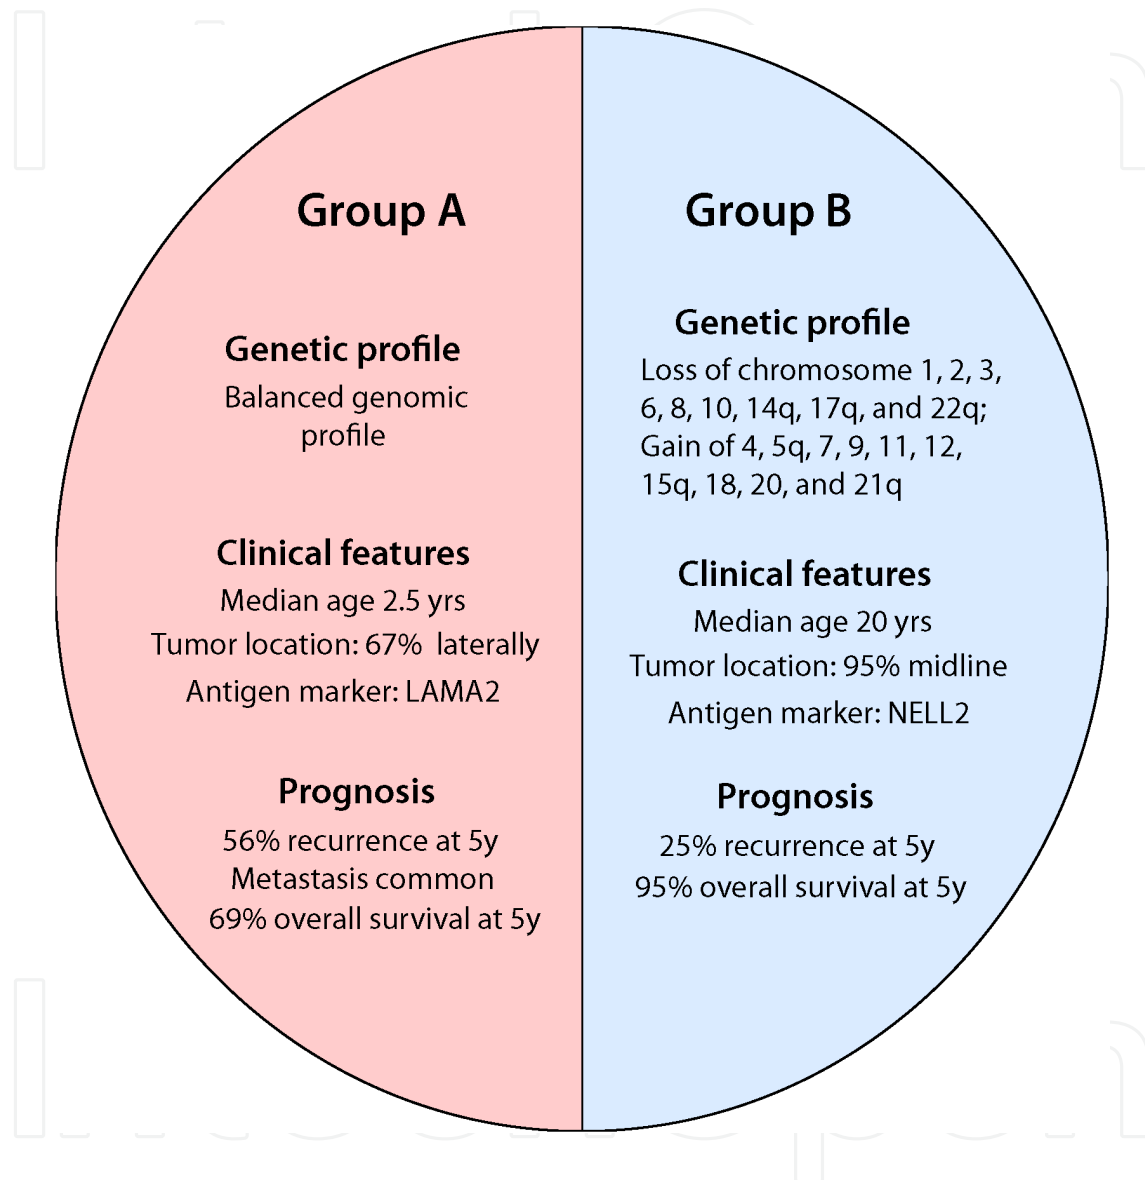 Group A
Genetic profile
Balanced genomic
profile
Clinical features
Median age 2.5 yrs
Tumor location: 67% laterally
Antigen marker: LAMA2
Prognosis
56% recurrence at 5y
Metastasis common
69% overall survival at 5y
Group B
Genetic profile
Loss of chromosome 1, 2, 3,
6, 8, 10, 14q, 17q, and 22q;
Gain of 4, 5q, 7, 9, 11, 12,
15q, 18, 20, and 21q
Clinical features
Median age 20 yrs
Tumor location: 95% midline
Antigen marker: NELL2
Prognosis
25% recurrence at 5y
95% overall survival at 5y